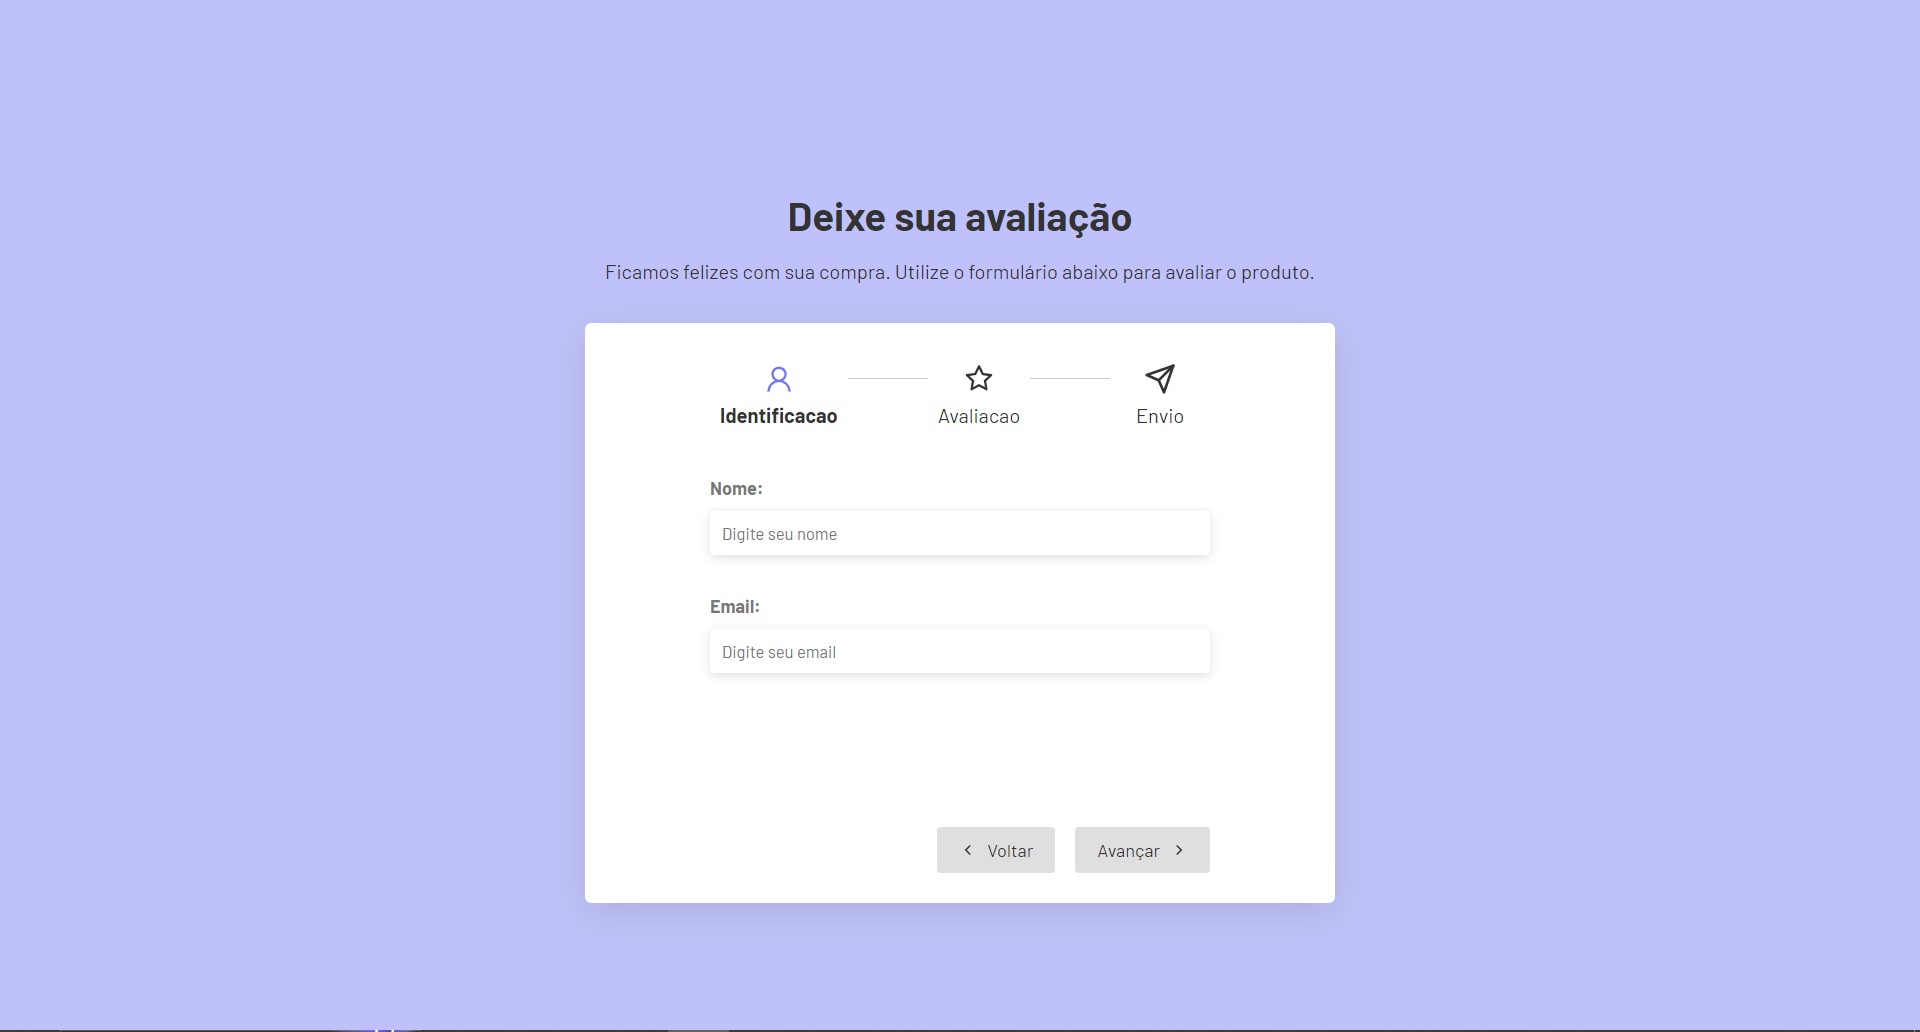 Deixe sua avaliação
Ficamos felizes com sua compra. Utilize o formulário abaixo para avaliar o produto.
Identificacao
Avaliacao
Envio
Nome:
Digite seu nome
Email:
Digite seu email
Voltar
Avançar